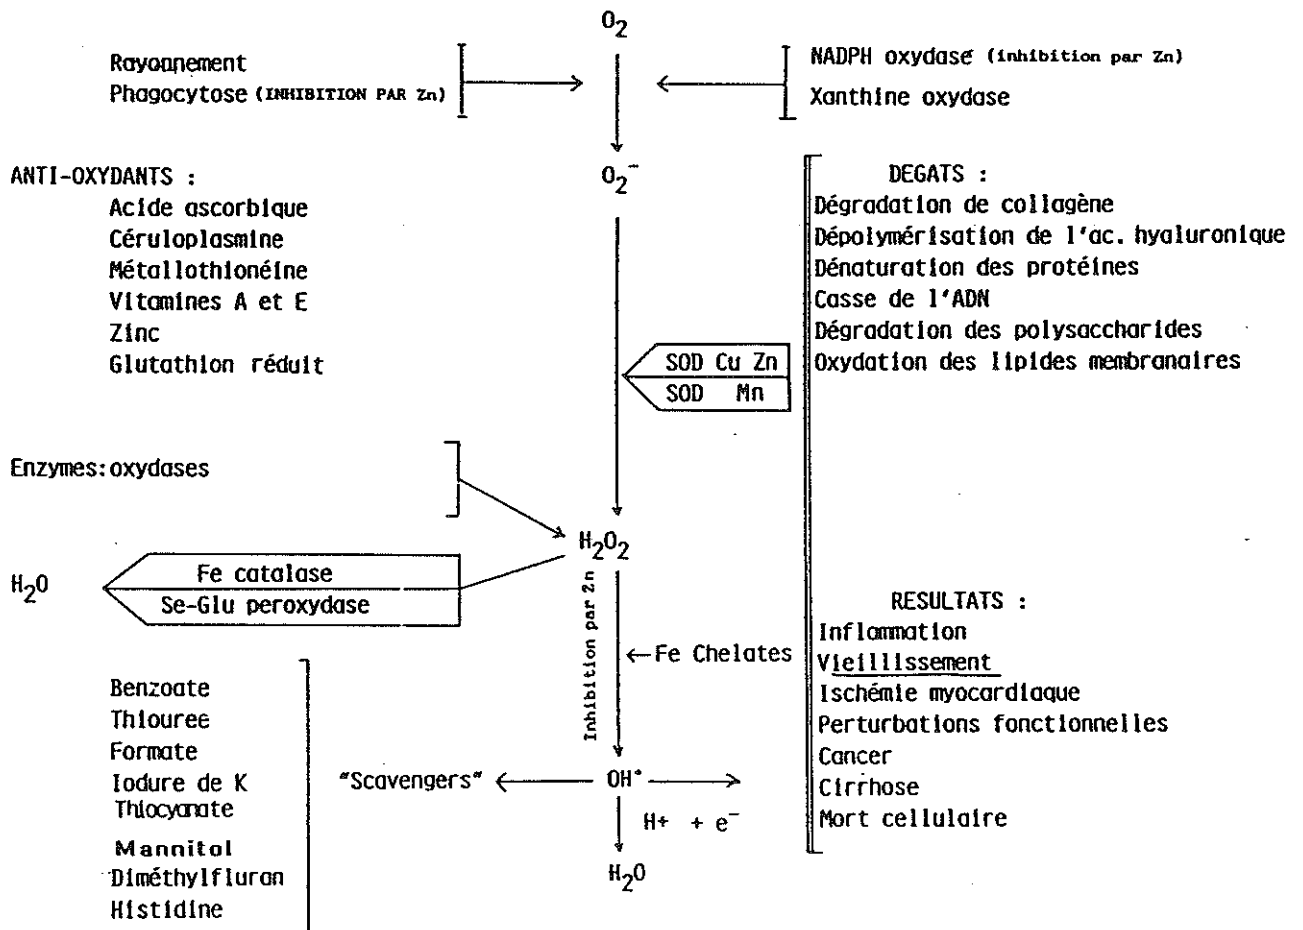 O2
Rayonnement
Phagocytose (INHIBITION PAR Zn)
NADPH oxydase (inhibition par Zn)
Xanthine oxydase
O2-
ANTI-OXYDANTS :
Acide ascorbique
Céruloplasmine
Métallothionéine
Vitamines A et E
Zinc
Glutathion réduit
DEGATS :
Dégradation de collagène
Dépolymérisation de l'ac. hyaluronique
Dénaturation des protéines
Casse de l'ADN
Dégradation des polysaccharides
Oxydation des lipides membranaires
SOD Cu Zn
SOD Mn
Enzymes:oxydases
H2O2
H2O
Fe catalase
Se-Glu peroxydase
Inhibition par Zn
Fe Chelates
RESULTATS :
Inflammation
Vieillissement
Ischémie myocardiaque
Perturbations fonctionnelles
Cancer
Cirrhose
Mort cellulaire
Benzoate
Thiouree
Formate
Iodure de K
Thiocyanate
Mannitol
Diméthylfluran
Histidine
"Scavengers"
OH°
H+ + e-
H2O